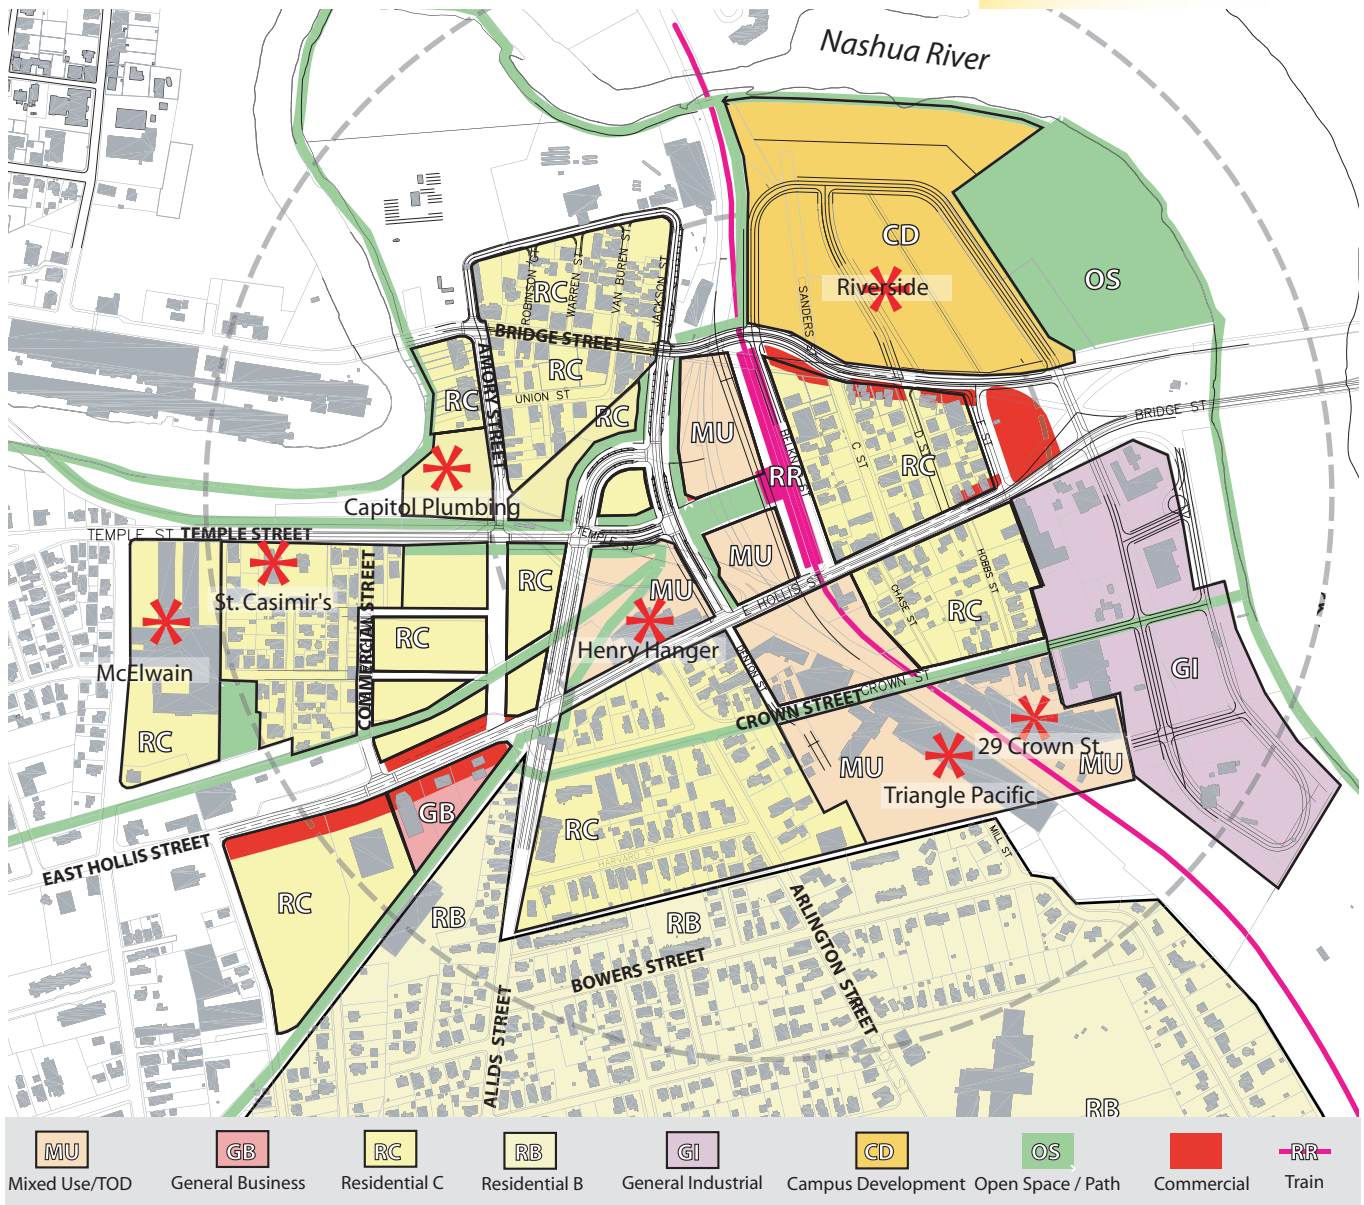 Nashua River
CD
Riverside
OS
SANDERS ST
ROBINSON CT
WARREN ST
VAN BUREN ST
JACKSON ST
RC
BRIDGE STREET
AMORY STREET
RC
RC
UNION ST
RC
MU
BELKNAP ST
RR
C ST
D ST
E ST
RC
BRIDGE ST
Capitol Plumbing
TEMPLE ST
TEMPLE STREET
TEMPLE ST
St. Casimir's
COMMERCIAL STREET
RC
RC
MU
MU
E HOLLIS ST
HOBBS ST
CHASE ST
RC
Henry Hanger
DENTON ST
McElwain
RC
CROWN STREET
CROWN ST
GI
29 Crown St.
MU
MU
Triangle Pacific
GB
RC
HARVARD ST
MILL ST
EAST HOLLIS STREET
RC
RB
RB
ARLINGTON STREET
BOWERS STREET
ALLDS STREET
RB
MU
GB
RC
RB
GI
CD
OS
RR
Mixed Use/TOD
General Business
Residential C
Residential B
General Industrial
Campus Development
Open Space / Path
Commercial
Train